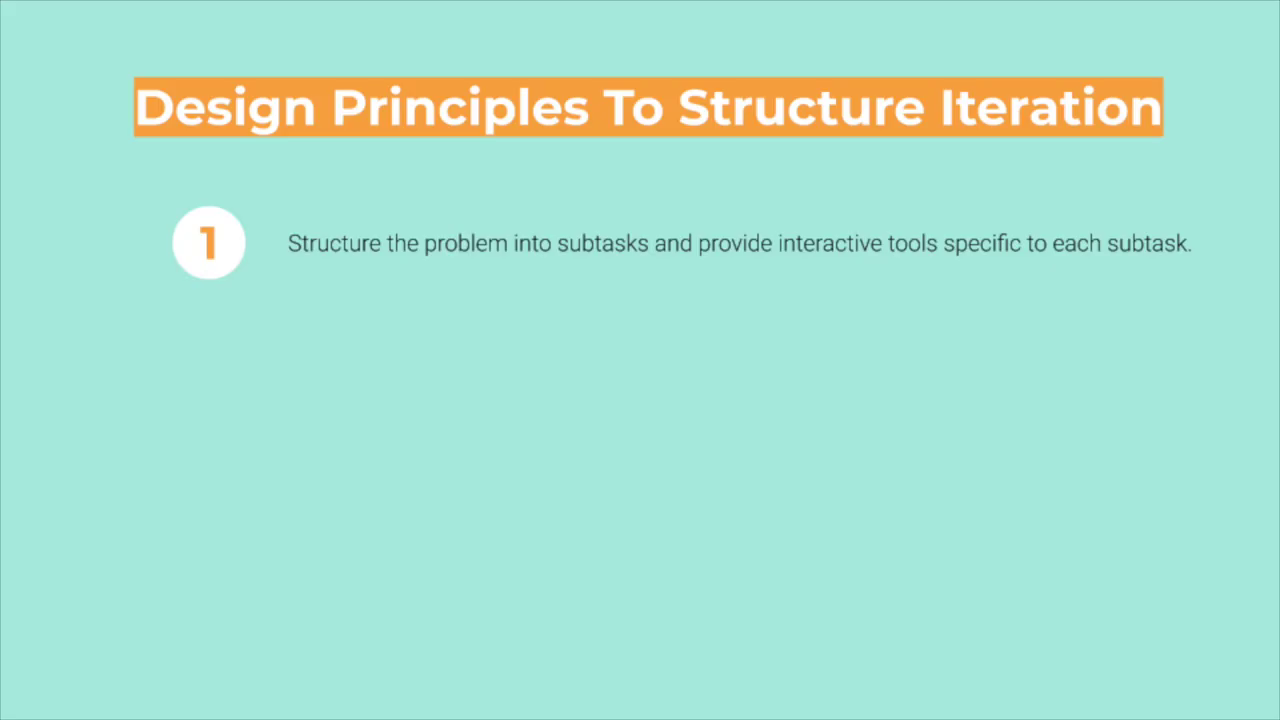 Design Principles To Structure Iteration
1
Structure the problem into subtasks and provide interactive tools specific to each subtask.